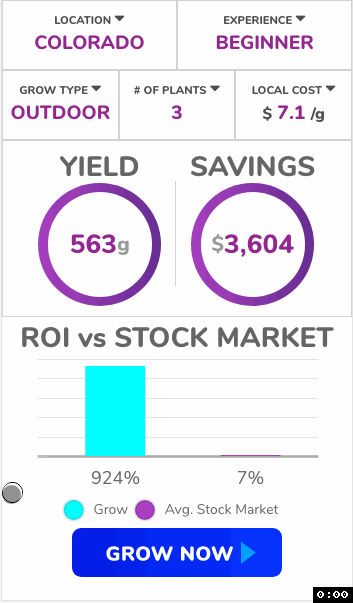 LOCATION
EXPERIENCE
COLORADO
BEGINNER
GROW TYPE
# OF PLANTS
LOCAL COST
OUTDOOR
3
$ 7.1 /g
YIELD
SAVINGS
563g
$3,604
ROI vs STOCK MARKET
924%
7%
Grow
Avg. Stock Market
GROW NOW
0:00